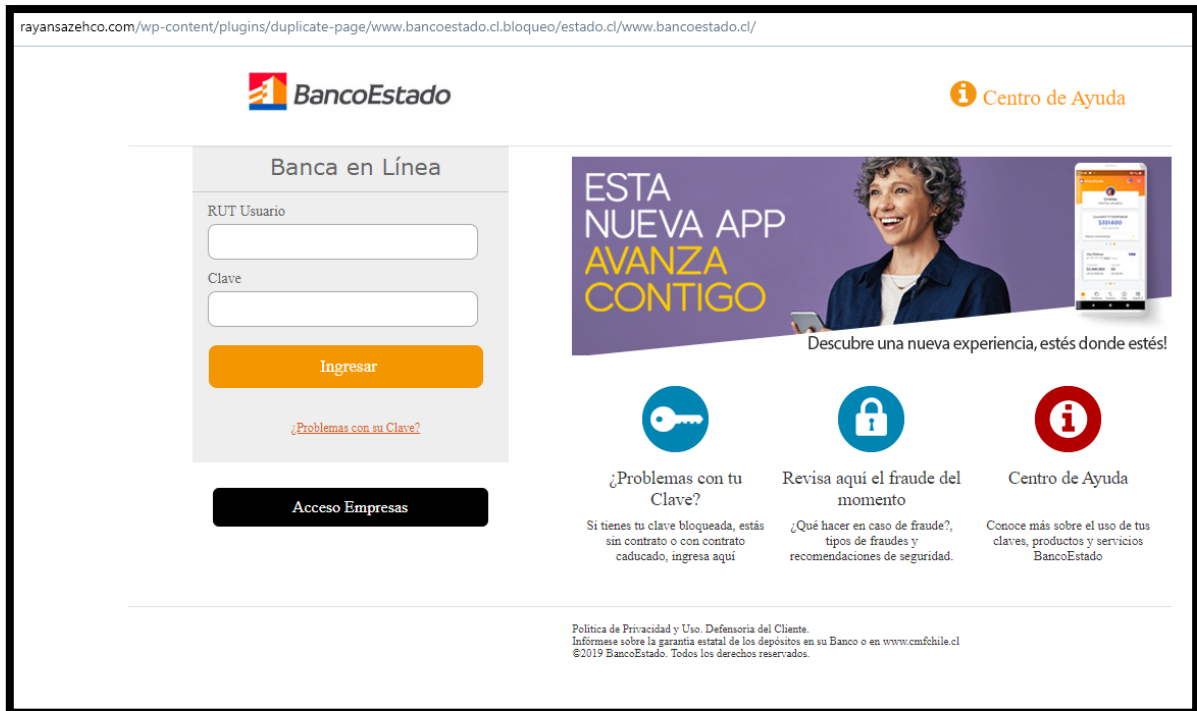 rayansazehco.com/wp-content/plugins/duplicate-page/www.bancoestado.cl.bloqueo/estado.cl/www.bancoestado.cl/
BancoEstado
Centro de Ayuda
Banca en Línea
RUT Usuario
Clave
Ingresar
¿Problemas con su Clave?
Acceso Empresas
ESTA
NUEVA APP
AVANZA
CONTIGO
Descubre una nueva experiencia, estés donde estés!
¿Problemas con tu
Clave?
Si tienes tu clave bloqueada, estás
sin contrato o con contrato
caducado, ingresa aquí
Revisa aquí el fraude del
momento
¿Qué hacer en caso de fraude?,
tipos de fraudes y
recomendaciones de seguridad.
Centro de Ayuda
Conoce más sobre el uso de tus
claves, productos y servicios
BancoEstado
Política de Privacidad y Uso. Defensoria del Cliente.
Infórmese sobre la garantía estatal de los depósitos en su Banco o en www.cmfchile.cl
©2019 BancoEstado. Todos los derechos reservados.